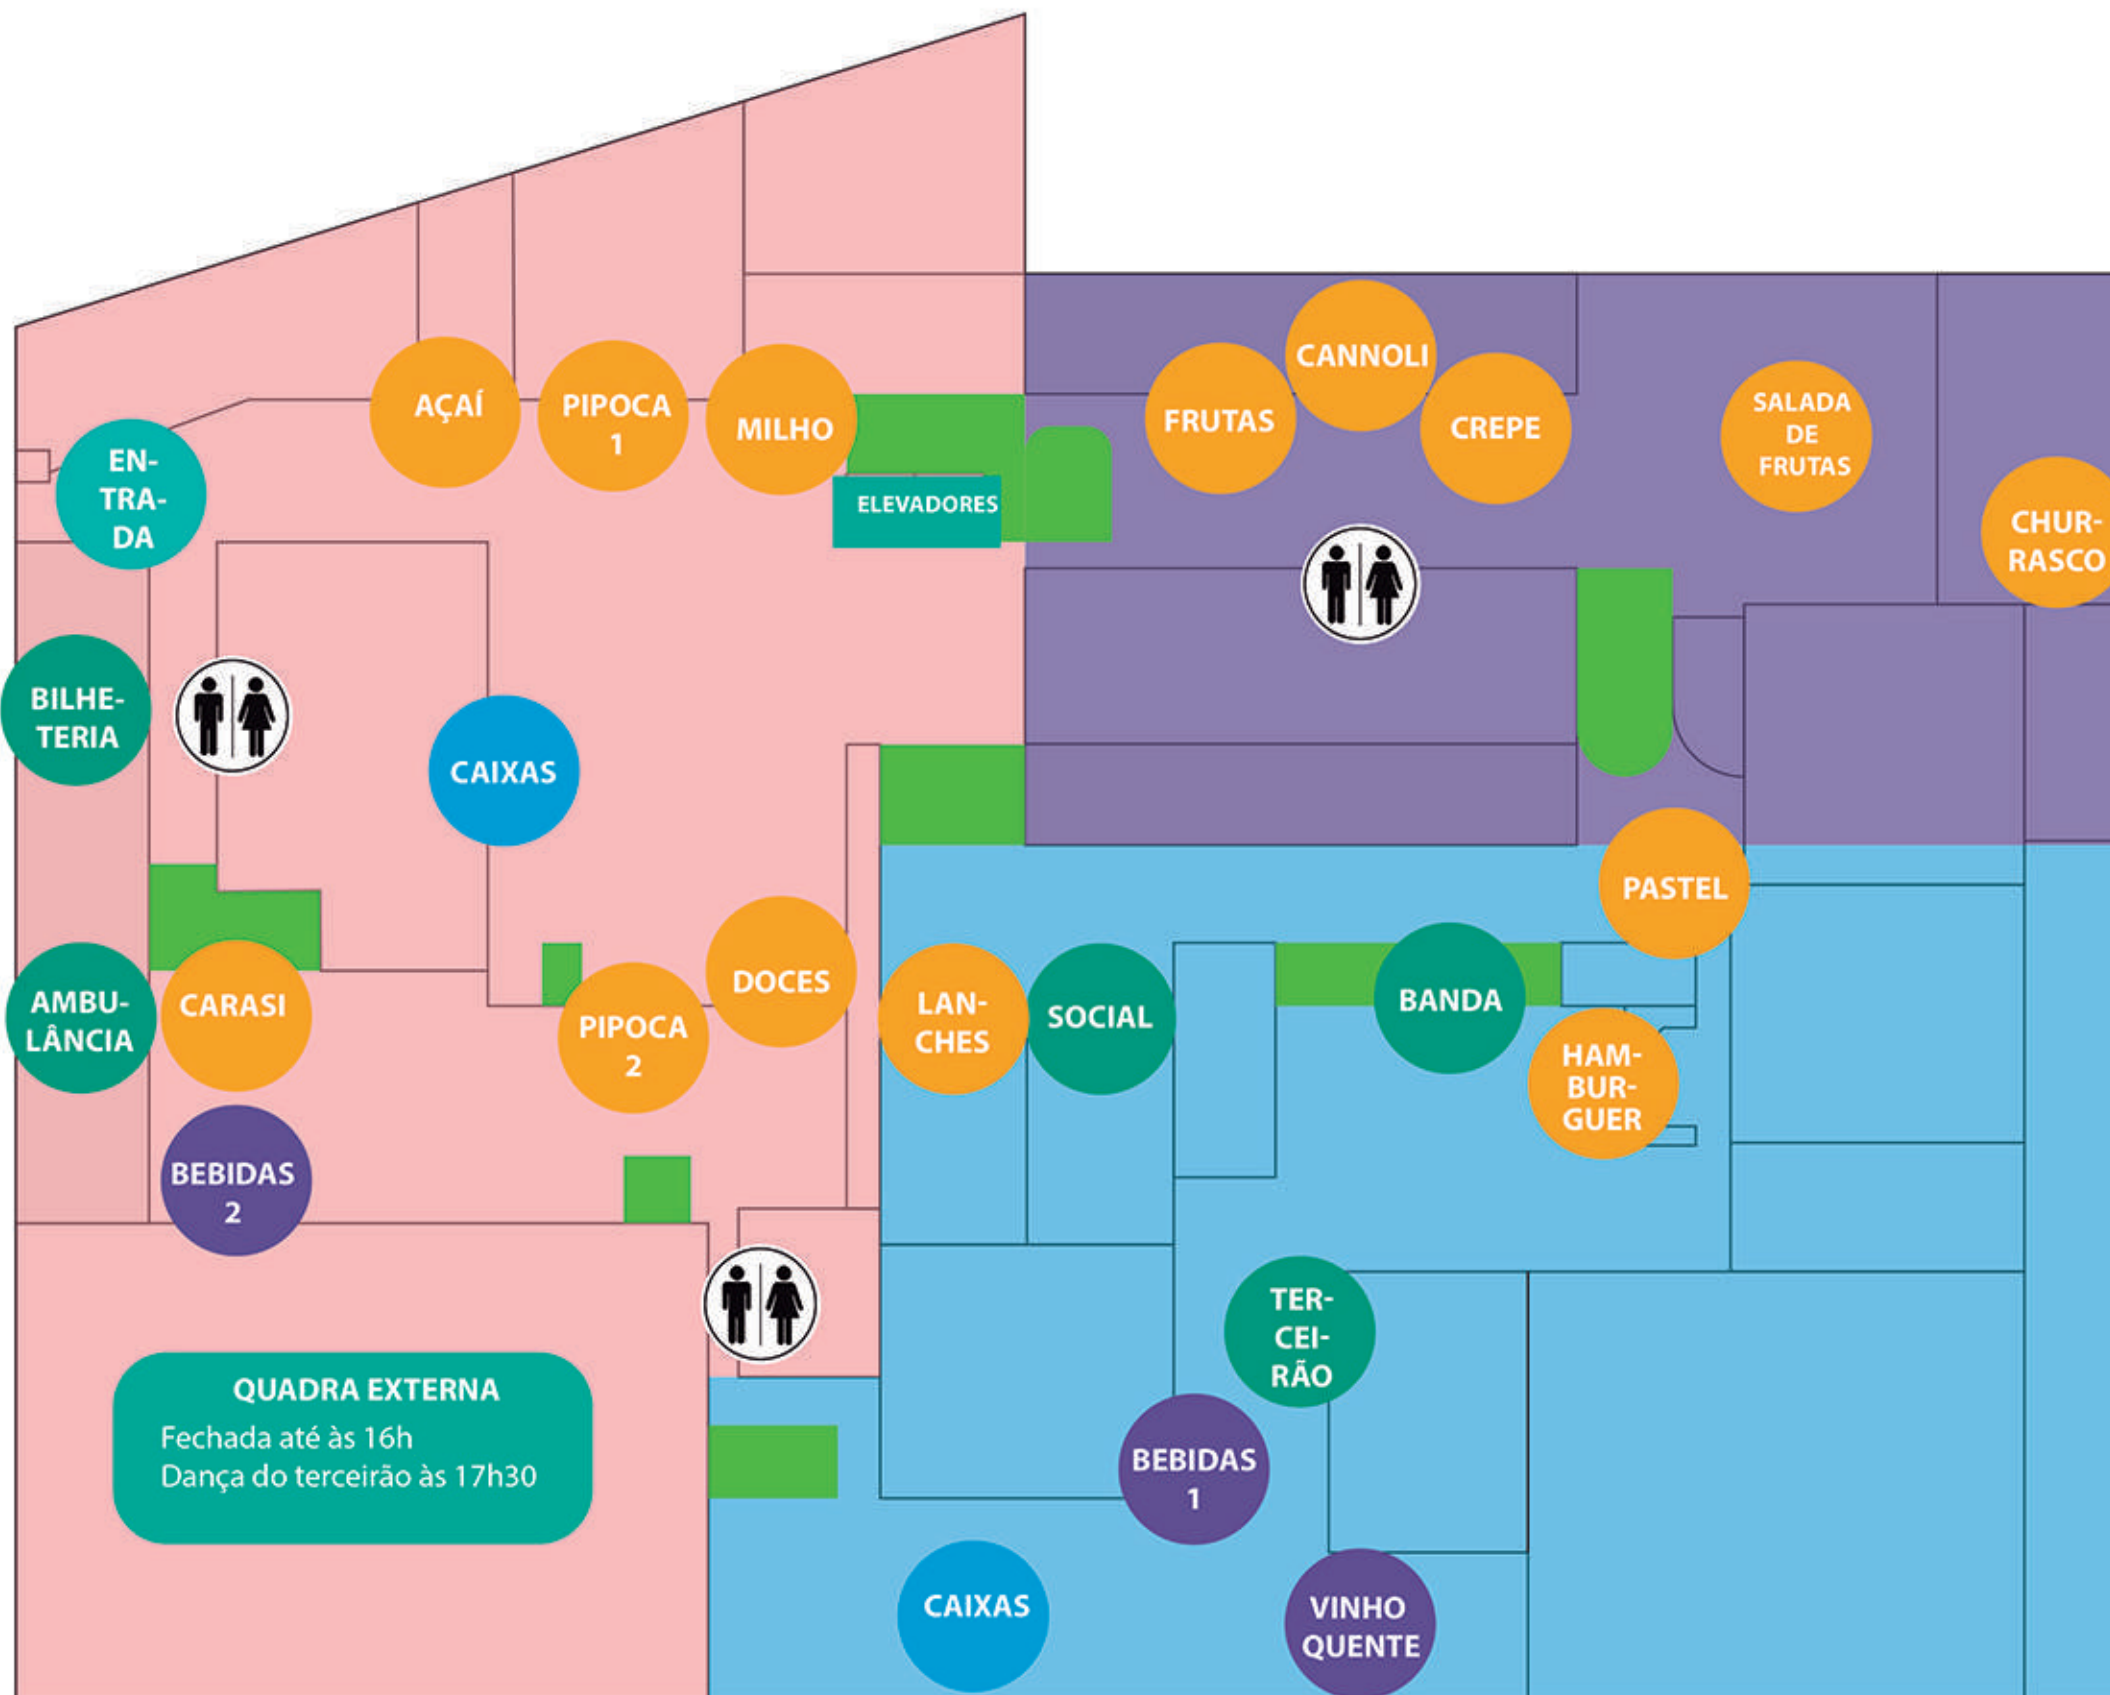 CANNOLI
AÇAÍ
PIPOCA
1
MILHO
FRUTAS
CREPE
SALADA
DE
FRUTAS
EN-
TRA-
DA
ELEVADORES
CHUR-
RASCO
BILHE-
TERIA
CAIXAS
PASTEL
AMBU-
LÂNCIA
CARASI
PIPOCA
2
DOCES
LAN-
CHES
SOCIAL
BANDA
HAM-
BUR-
GUER
BEBIDAS
2
TER-
CEI-
RÃO
QUADRA EXTERNA
Fechada até às 16h
Dança do terceirão às 17h30
BEBIDAS
1
CAIXAS
VINHO
QUENTE